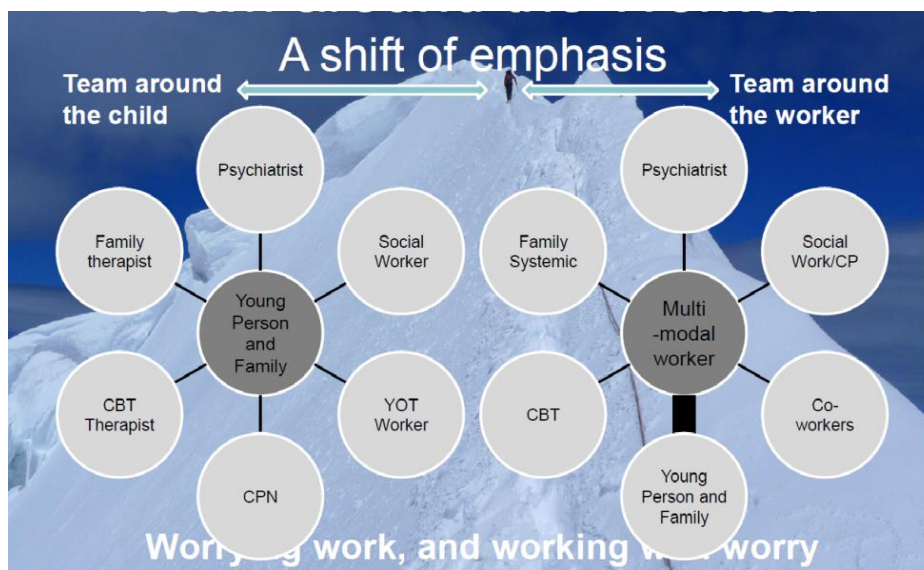 A shift of emphasis
Team around
the child
Team around
the worker
Psychiatrist
Family
therapist
Social
Worker
Young
Person
and
Family
CBT
Therapist
YOT
Worker
CPN
Psychiatrist
Family
Systemic
Social
Work/CP
Multi
-modal
worker
CBT
Co-
workers
Young
Person and
Family
work, and working worry